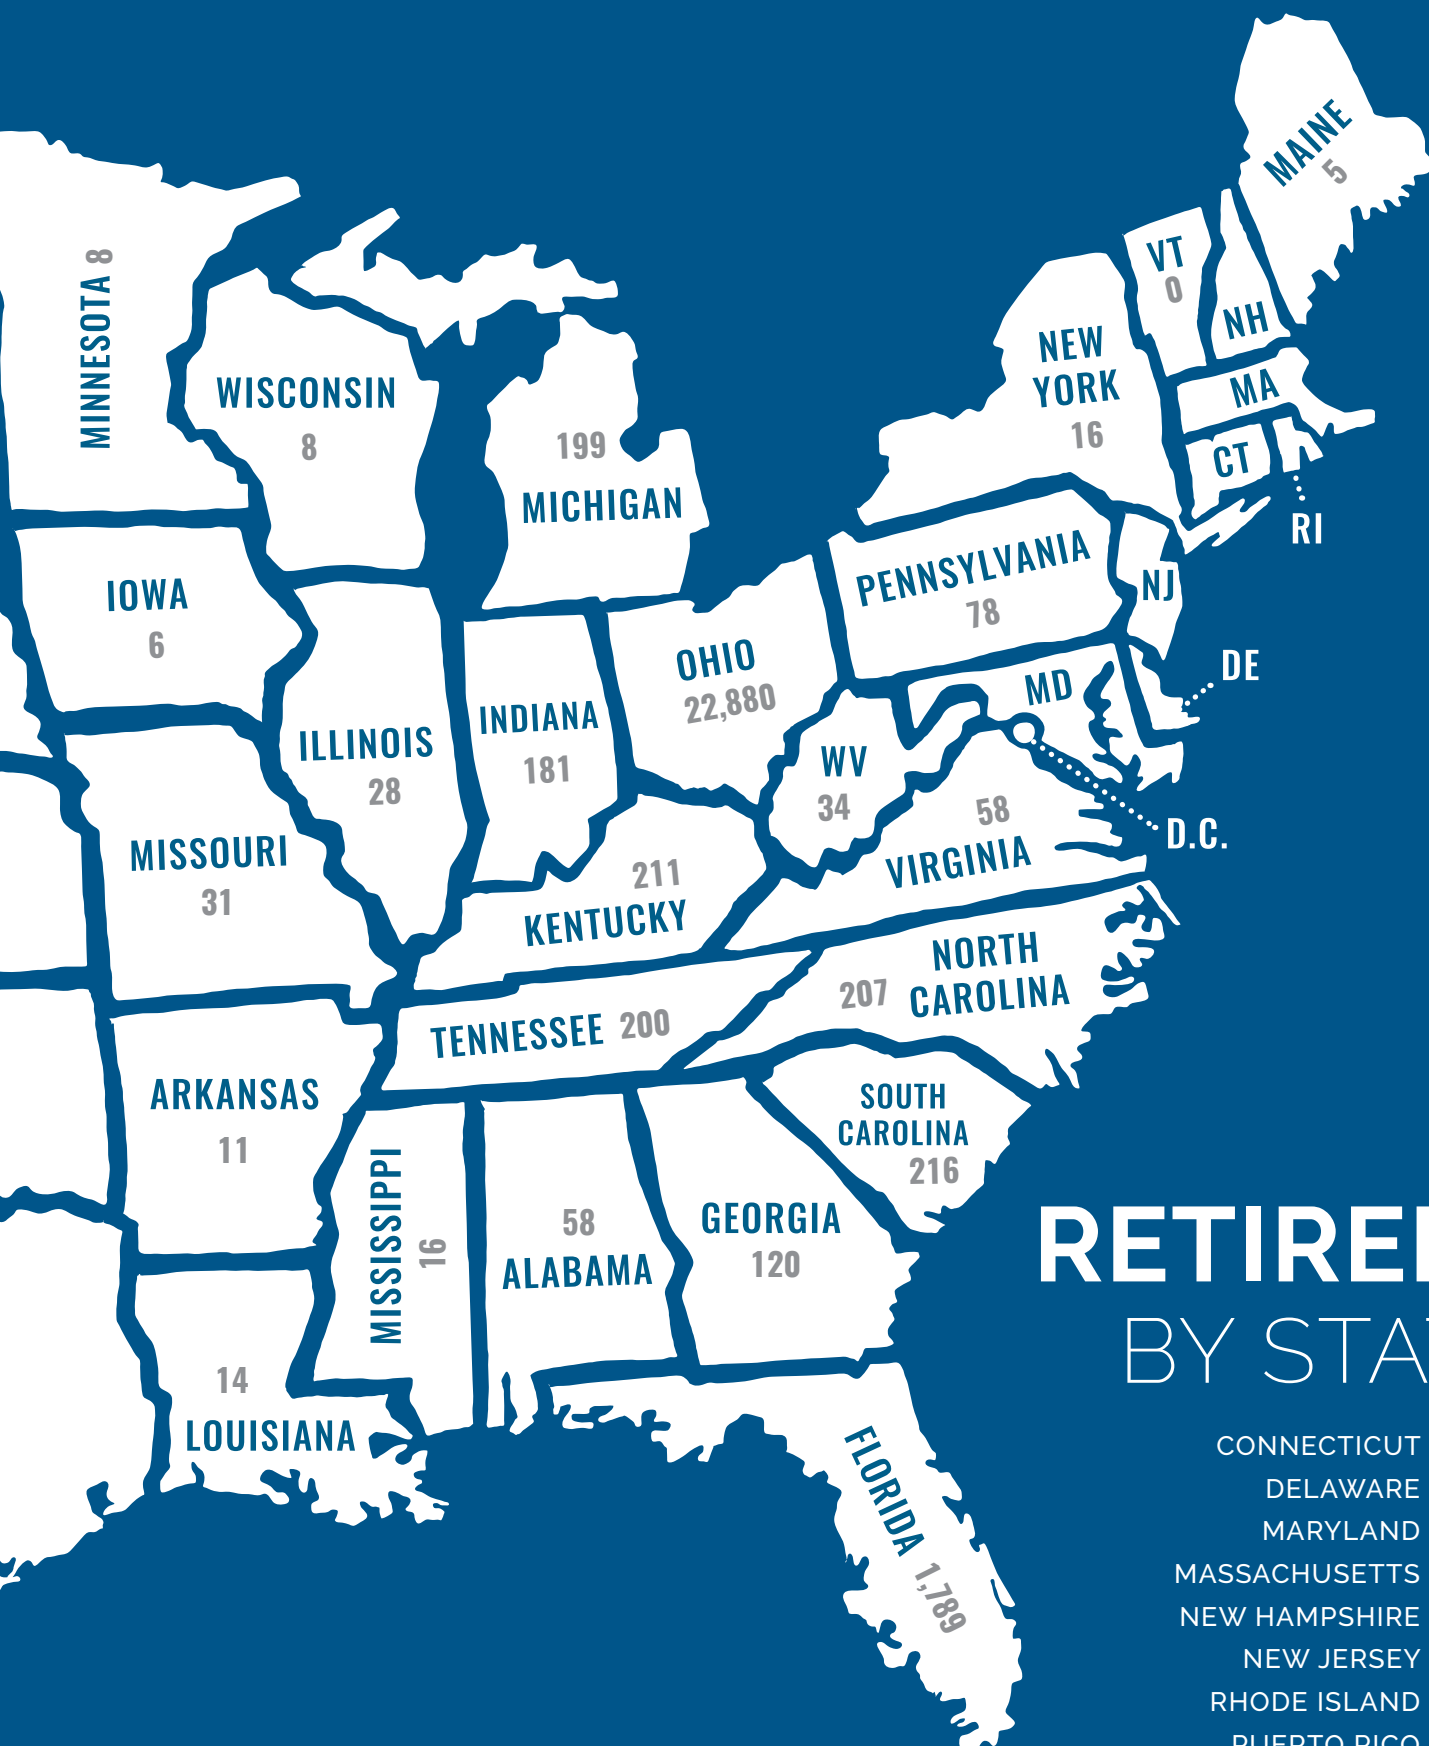 MAINE
5
VT
0
NH
MINNESOTA 8
NEW
YORK
16
MA
CT
RI
WISCONSIN
8
199
MICHIGAN
PENNSYLVANIA
78
NJ
IOWA
6
OHIO
22,880
MD
DE
INDIANA
181
ILLINOIS
28
WV
34
58
VIRGINIA
D.C.
MISSOURI
31
211
KENTUCKY
NORTH
CAROLINA
207
TENNESSEE 200
ARKANSAS
11
SOUTH
CAROLINA
216
MISSISSIPPI
16
58
ALABAMA
GEORGIA
120
14
LOUISIANA
FLORIDA 1,789
BY STA
CONNECTICUT
DELAWARE
MARYLAND
MASSACHUSETTS
NEW HAMPSHIRE
NEW JERSEY
RHODE ISLAND
PUERTO RICO